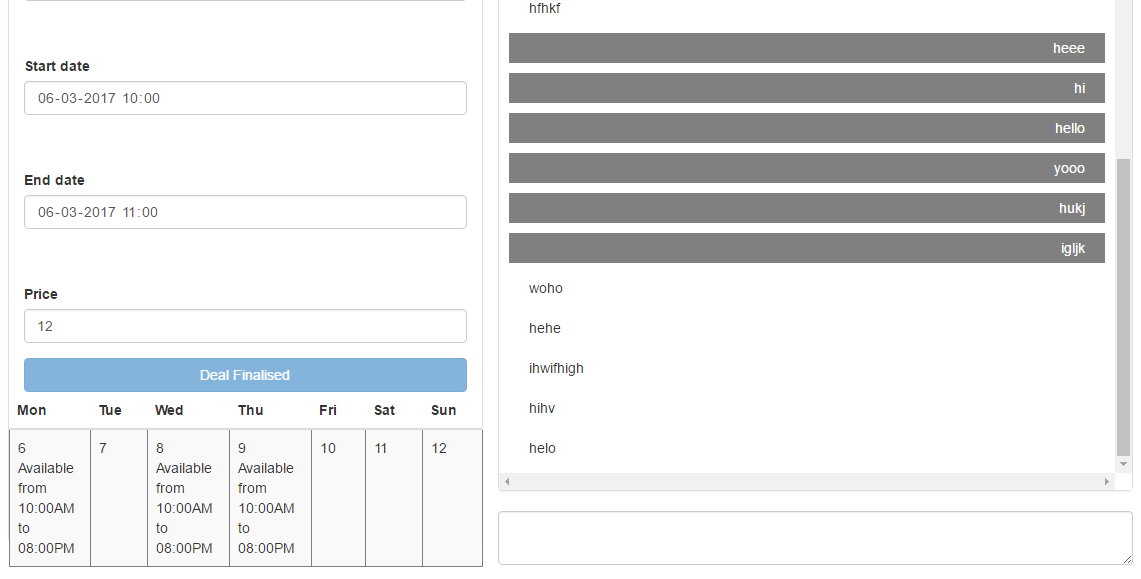 Start date
06-03-2017 10:00
End date
06-03-2017 11:00
Price
12
Deal Finalised
Mon Tue Wed Thu Fri Sat Sun
6 7 8 9 10 11 12
Available Available Available
from from from
10:00AM 10:00AM 10:00AM
to to to
08:00PM 08:00PM 08:00PM
hfhkf
heee
hi
hello
yooo
hukj
igljk
woho
hehe
ihwifhigh
hihv
helo